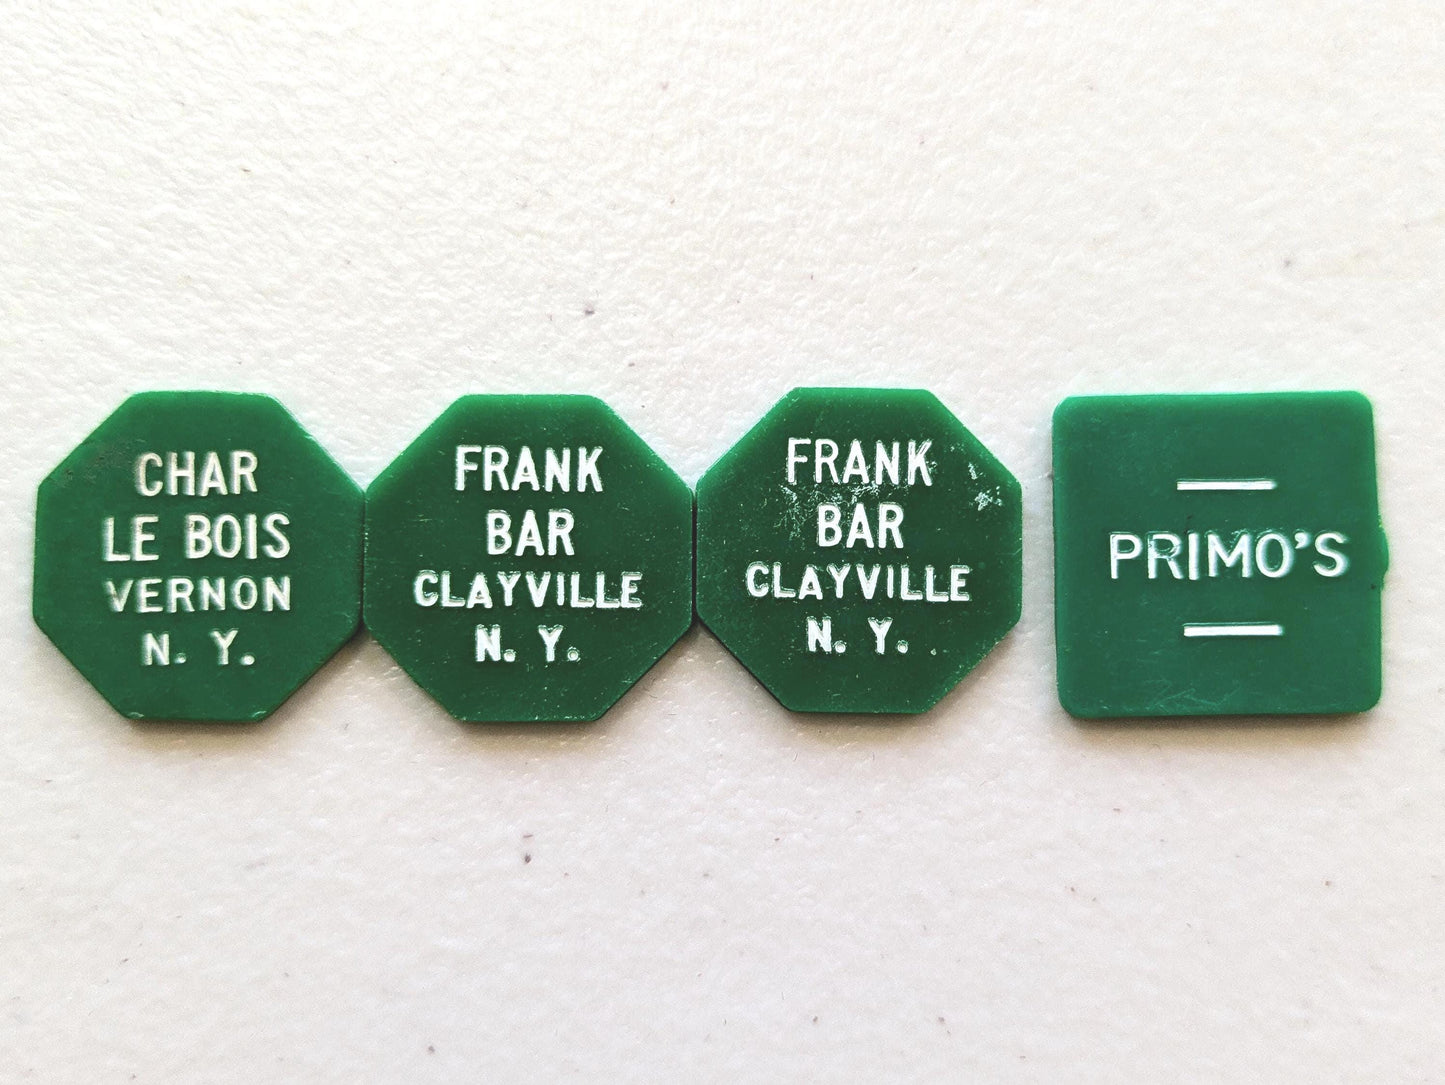 CHAR
LE BOIS
VERNON
N. Y.
FRANK
BAR
CLAYVILLE
N. Y.
FRANK
BAR
CLAYVILLE
N. Y.
PRIMO'S